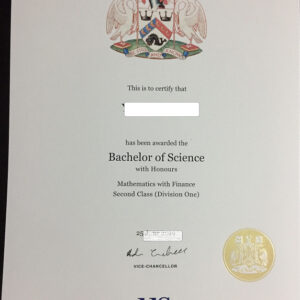 This is to certify that
has been awarded the
Bachelor of Science
with Honours
Mathematics with Finance
Second Class (Division One)
25
VICE-CHANCELLOR